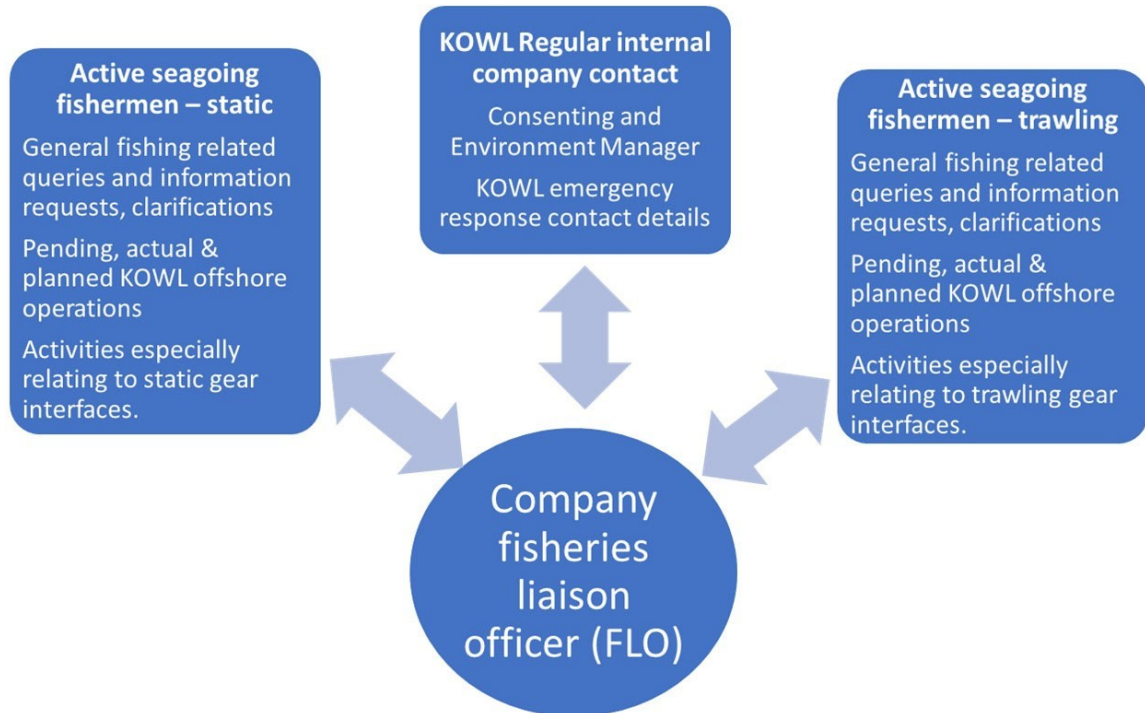 Active seagoing
fishermen – static
General fishing related
queries and information
requests, clarifications
Pending, actual &
planned KOWL offshore
operations
Activities especially
relating to static gear
interfaces.
KOWL Regular internal
company contact
Consenting and
Environment Manager
KOWL emergency
response contact details
Active seagoing
fishermen – trawling
General fishing related
queries and information
requests, clarifications
Pending, actual &
planned KOWL offshore
operations
Activities especially
relating to trawling gear
interfaces.
Company
fisheries
liaison
officer (FLO)